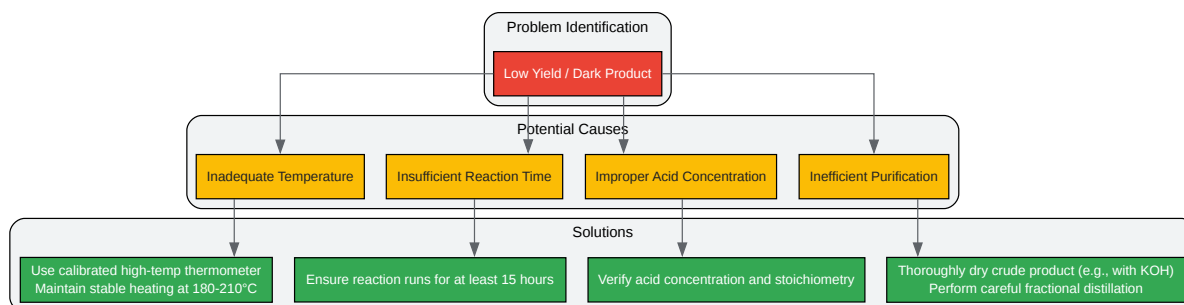 Problem Identification
Low Yield / Dark Product
Potential Causes
Inadequate Temperature
Insufficient Reaction Time
Improper Acid Concentration
Inefficient Purification
Solutions
Use calibrated high-temp thermometer
Maintain stable heating at 180-210°C
Ensure reaction runs for at least 15 hours
Verify acid concentration and stoichiometry
Thoroughly dry crude product (e.g., with KOH)
Perform careful fractional distillation